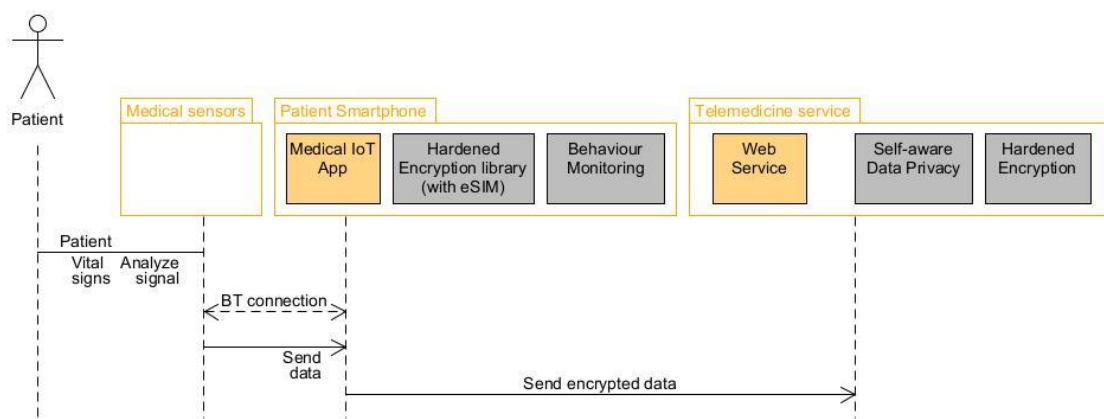 Patient
Medical sensors
Patient Smartphone
Telemedicine service
Medical IoT
App
Hardened
Encryption library
(with eSIM)
Behaviour
Monitoring
Web
Service
Self-aware
Data Privacy
Hardened
Encryption
Patient
Vital
signs
Analyze
signal
BT connection
Send
data
Send encrypted data